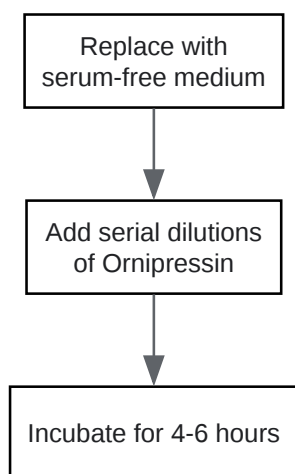 Replace with
serum-free medium
Add serial dilutions
of Ornipressin
Incubate for 4-6 hours